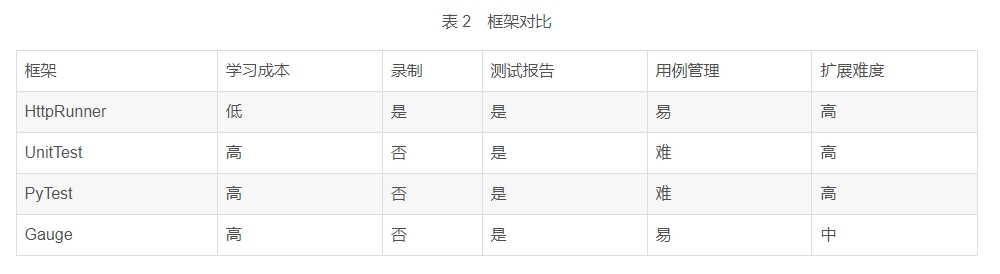 表 2 框架对比
框架 学习成本 录制 测试报告 用例管理 扩展难度
HttpRunner 低 是 是 易 高
UnitTest 高 否 是 难 高
PyTest 高 否 是 难 高
Gauge 高 否 是 易 中